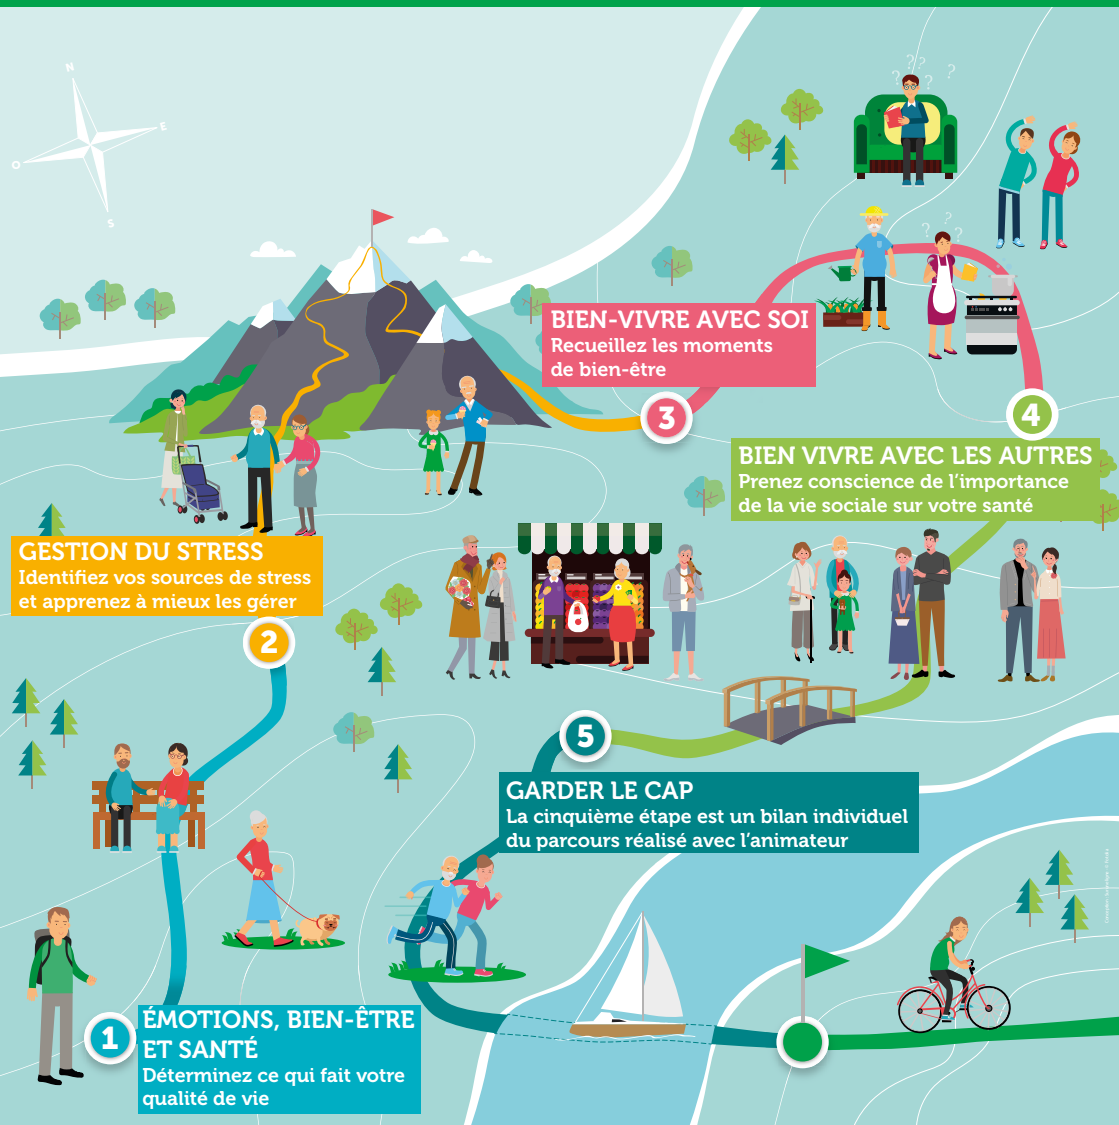 N
E
O
S
? ? ? ? ?
? ? ?
BIEN-VIVRE AVEC SOI
Recueillez les moments
de bien-être
3
4
BIEN VIVRE AVEC LES AUTRES
Prenez conscience de l'importance
de la vie sociale sur votre santé
GESTION DU STRESS
Identifiez vos sources de stress
et apprenez à mieux les gérer
2
5
GARDER LE CAP
La cinquième étape est un bilan individuel
du parcours réalisé avec l'animateur
1
ÉMOTIONS, BIEN-ÊTRE
ET SANTÉ
Déterminez ce qui fait votre
qualité de vie